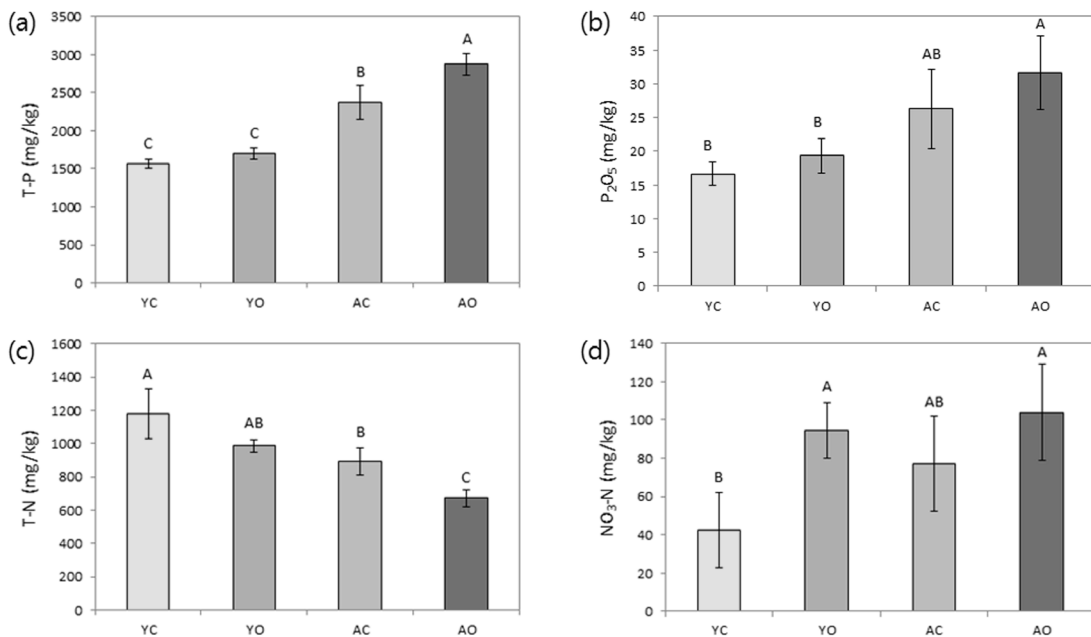 (a)
T-P (mg/kg)
3500
3000
2500
2000
1500
1000
500
0
C
C
B
A
YC
YO
AC
AO
(b)
P₂O₅ (mg/kg)
40
35
30
25
20
15
10
5
0
B
B
AB
A
YC
YO
AC
AO
(c)
T-N (mg/kg)
1600
1400
1200
1000
800
600
400
200
0
A
AB
B
C
YC
YO
AC
AO
(d)
NO₃-N (mg/kg)
140
120
100
80
60
40
20
0
B
A
AB
A
YC
YO
AC
AO